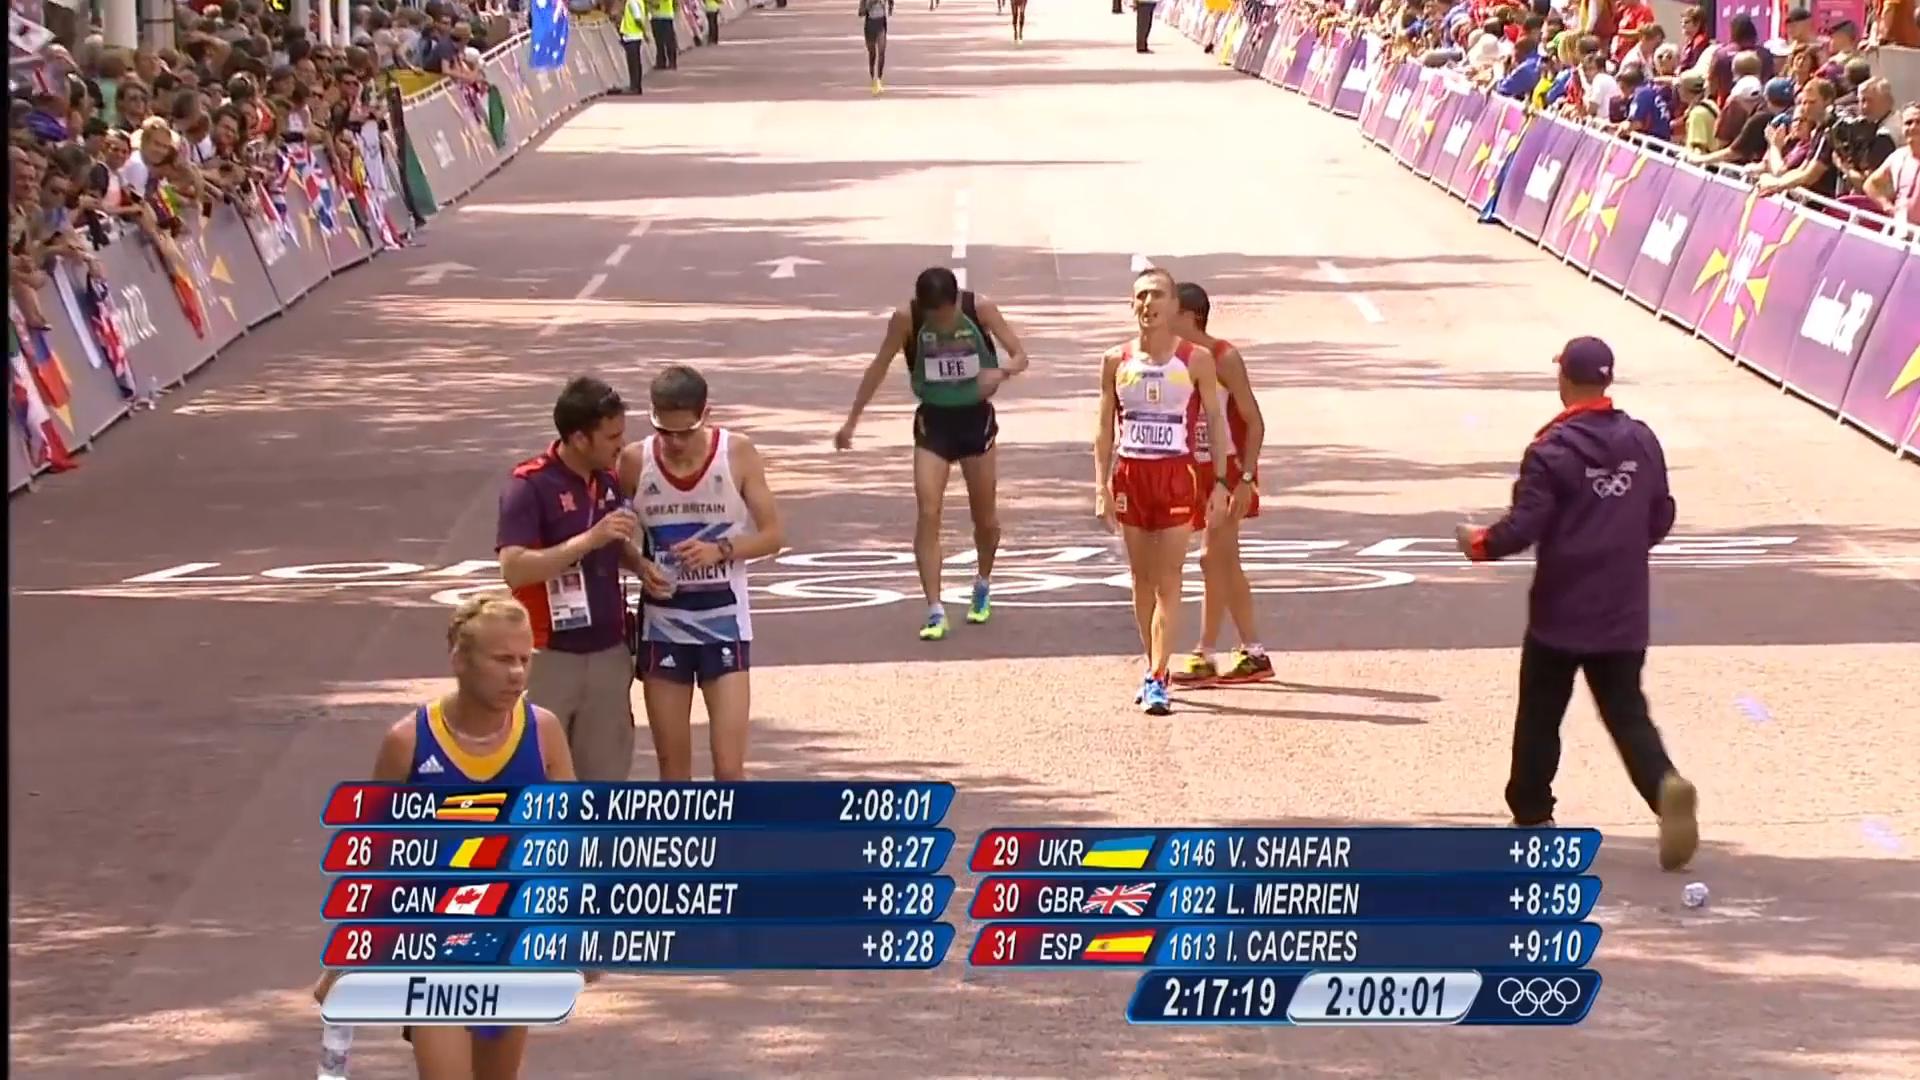 LEE
CASTILLEJO
GREAT BRITAIN
london 2012
1 UGA 3113 S. KIPROTICH 2:08:01
26 ROU 2760 M. IONESCU +8:27
27 CAN 1285 R. COOLSAET +8:28
28 AUS 1041 M. DENT +8:28
29 UKR 3146 V. SHAFAR +8:35
30 GBR 1822 L. MERRIEN +8:59
31 ESP 1613 I. CACERES +9:10
FINISH
2:17:19 2:08:01